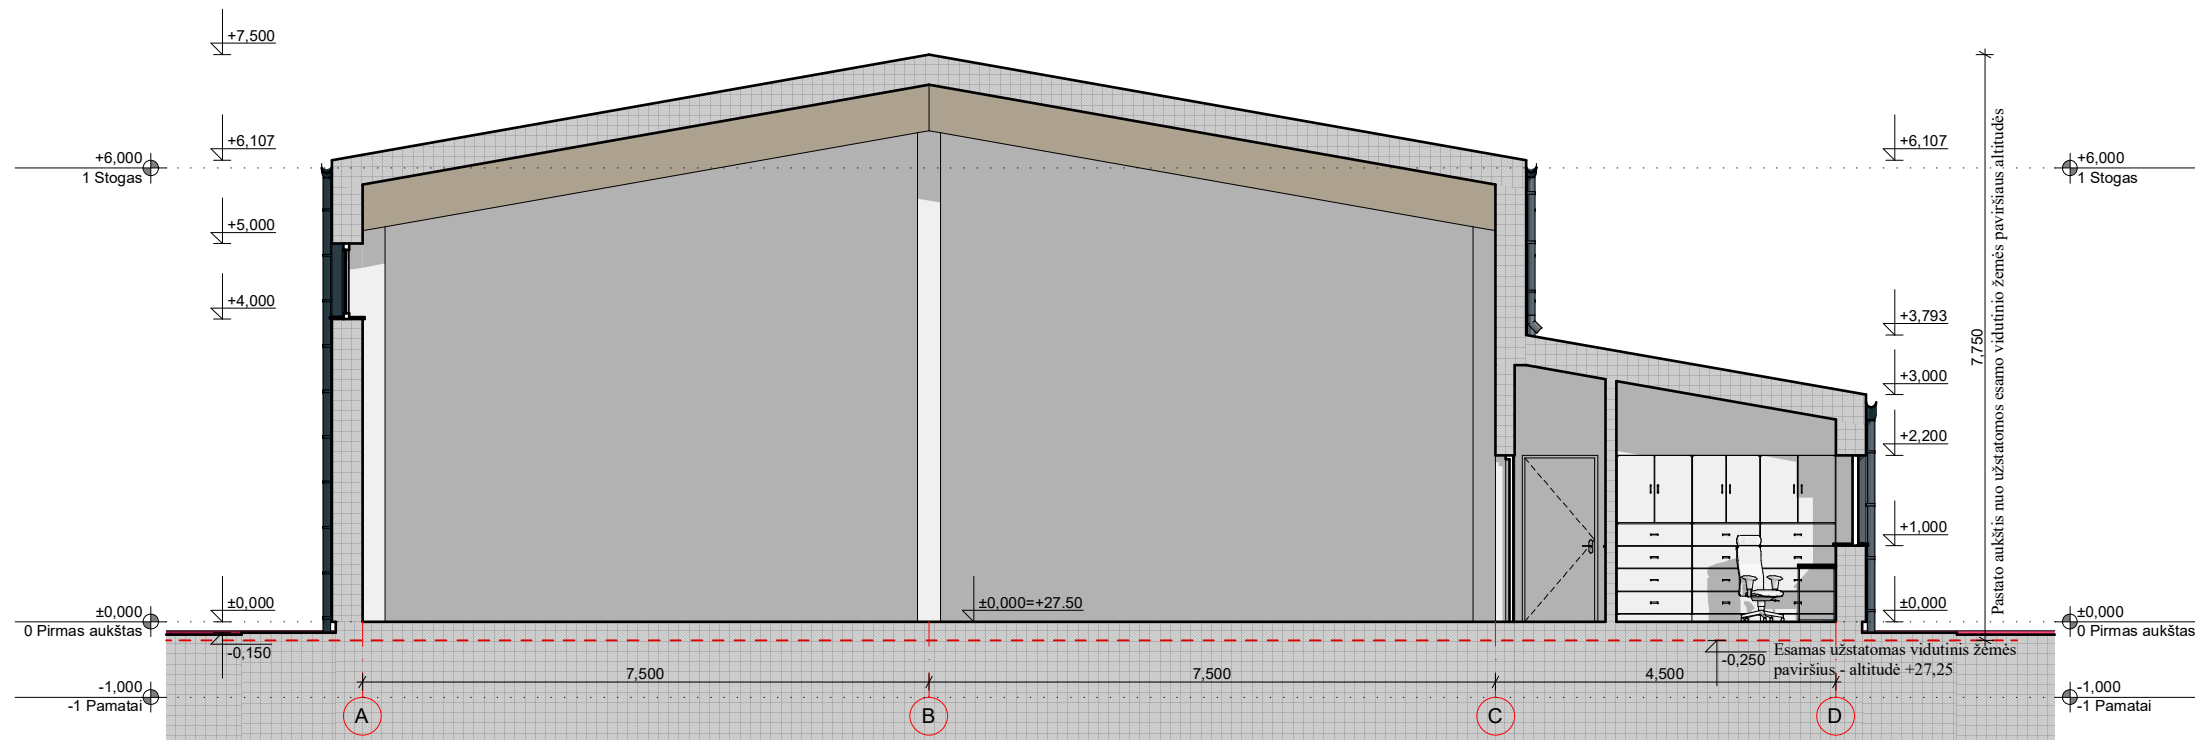 +7,500
+6,107
+6,000
1 Stogas
+5,000
+4,000
±0,000
0 Pirmas aukštas
±0,000
-0,150
-1,000
-1 Pamatai
±0,000=+27.50
7,500
7,500
4,500
A
B
C
D
+6,107
+3,793
+3,000
+2,200
+1,000
±0,000
-0,250
Esamas užstatomas vidutinis žemės
paviršius - altitudė +27,25
7,750
Pastato aukštis nuo užstatomos esamo vidutinio žemės paviršiaus altitudės
+6,000
1 Stogas
±0,000
0 Pirmas aukštas
-1,000
-1 Pamatai